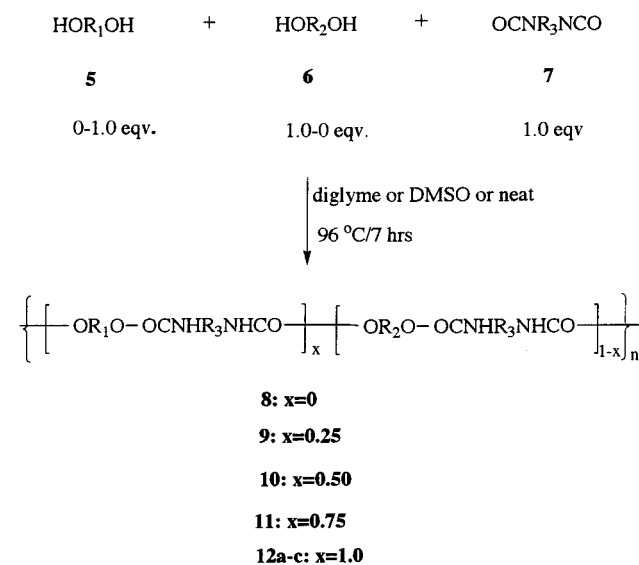 HOR₁OH + HOR₂OH + OCNR₃NCO
5 6 7
0-1.0 eqv. 1.0-0 eqv. 1.0 eqv
diglyme or DMSO or neat
96 °C/7 hrs
{[ OR₁O– OCNHR₃NHCO ]ₓ[ OR₂O– OCNHR₃NHCO ]₁₋ₓ}ₙ
8: x=0
9: x=0.25
10: x=0.50
11: x=0.75
12a-c: x=1.0